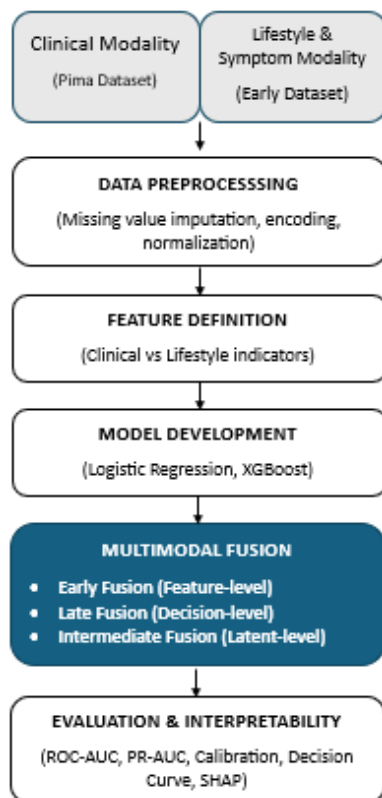 Clinical Modality
(Pima Dataset)
Lifestyle &
Symptom Modality
(Early Dataset)
DATA PREPROCESSSING
(Missing value imputation, encoding,
normalization)
FEATURE DEFINITION
(Clinical vs Lifestyle indicators)
MODEL DEVELOPMENT
(Logistic Regression, XGBoost)
MULTIMODAL FUSION
• Early Fusion (Feature-level)
• Late Fusion (Decision-level)
• Intermediate Fusion (Latent-level)
EVALUATION & INTERPRETABILITY
(ROC-AUC, PR-AUC, Calibration, Decision
Curve, SHAP)